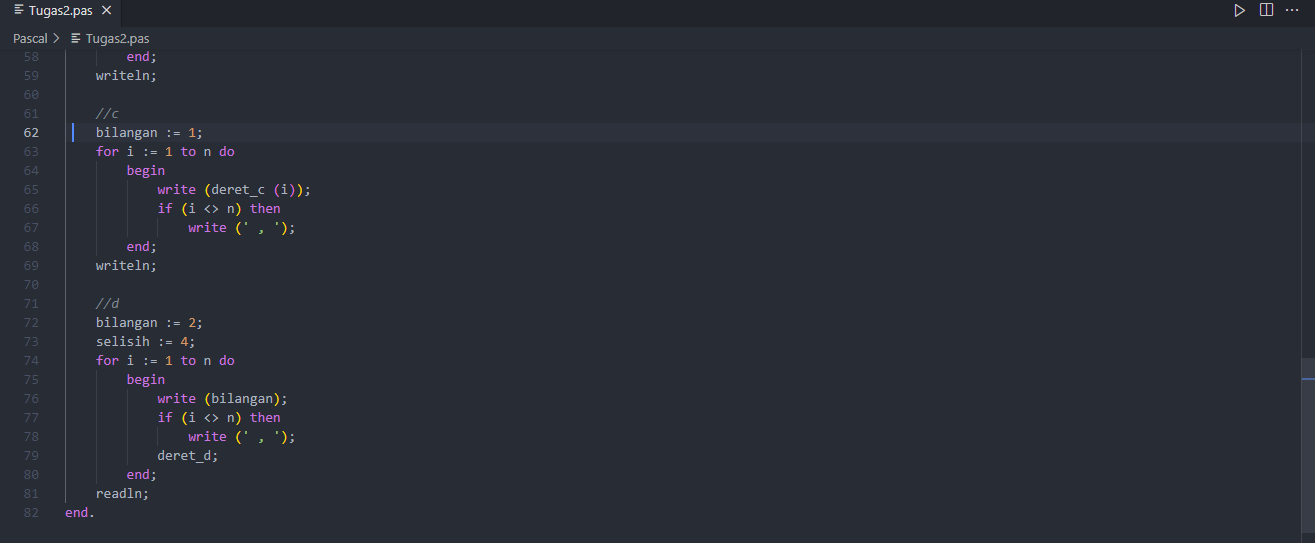 Tugas2.pas
Pascal > Tugas2.pas
58 end;
59 writeln;
60
61 //c
62 bilangan := 1;
63 for i := 1 to n do
64 begin
65 write (deret_c (i));
66 if (i <> n) then
67 write (' , ');
68 end;
69 writeln;
70
71 //d
72 bilangan := 2;
73 selisih := 4;
74 for i := 1 to n do
75 begin
76 write (bilangan);
77 if (i <> n) then
78 write (' , ');
79 deret_d;
80 end;
81 readln;
82 end.